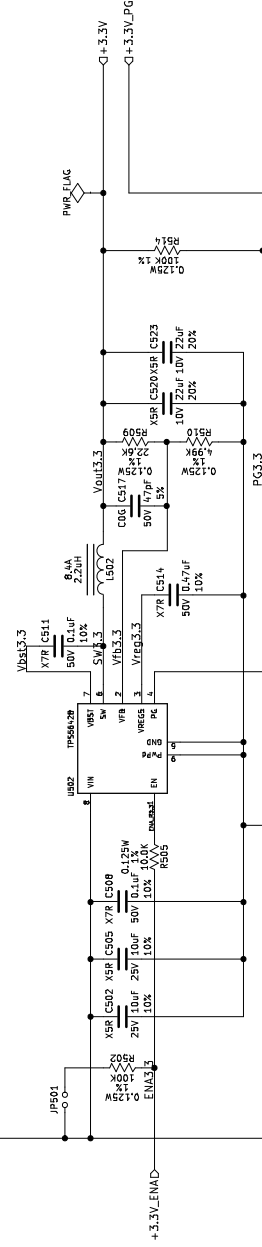 +3.3V
+3.3V_PG
PWR_FLAG
R514
100K 1%
0.125W
C523
X5R
22uF
10V
20%
C520
X5R
22uF
10V
20%
R509
22.6K
1%
0.125W
R510
4.99K
1%
0.125W
Vout3.3
PG3.3
C517
C0G
47pF
50V
5%
8.4A
2.2uH
L502
C514
X7R
0.47uF
50V
10%
C511
X7R
0.1uF
50V
10%
Vbst3.3
SW3.3
Vfb3.3
Vreg3.3
7
6
2
3
4
VBST
SW
VFB
VREG5
PG
TPS56428
U502
GND
5
PwPd
9
VIN
EN
8
1
ENA_R3.3
0.125W
1%
10.0K
R505
C508
X7R
0.1uF
50V
10%
C505
X5R
10uF
25V
10%
C502
X5R
10uF
25V
10%
R502
100K
1%
0.125W
JP501
ENA3.3
+3.3V_ENA